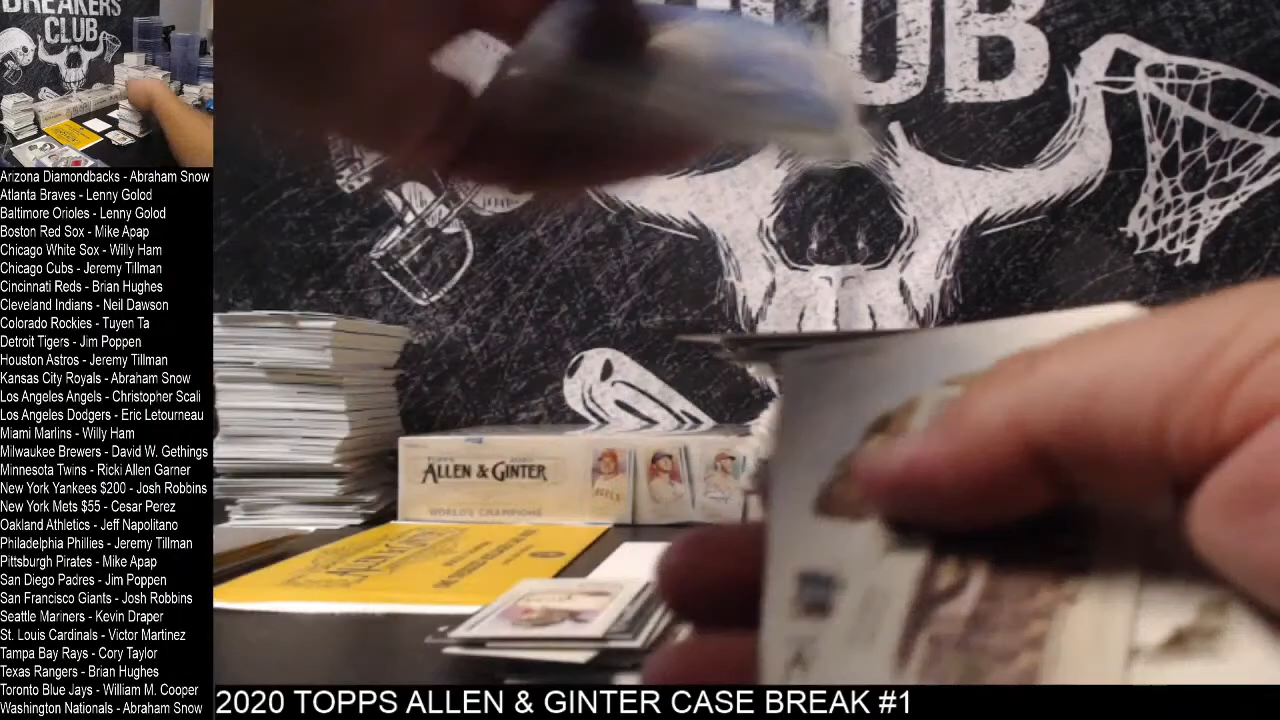 BREAKERS
CLUB
Arizona Diamondbacks - Abraham Snow
Atlanta Braves - Lenny Golod
Baltimore Orioles - Lenny Golod
Boston Red Sox - Mike Apap
Chicago White Sox - Willy Ham
Chicago Cubs - Jeremy Tillman
Cincinnati Reds - Brian Hughes
Cleveland Indians - Neil Dawson
Colorado Rockies - Tuyen Ta
Detroit Tigers - Jim Poppen
Houston Astros - Jeremy Tillman
Kansas City Royals - Abraham Snow
Los Angeles Angels - Christopher Scali
Los Angeles Dodgers - Eric Letourneau
Miami Marlins - Willy Ham
Milwaukee Brewers - David W. Gethings
Minnesota Twins - Ricki Allen Garner
New York Yankees $200 - Josh Robbins
New York Mets $55 - Cesar Perez
Oakland Athletics - Jeff Napolitano
Philadelphia Phillies - Jeremy Tillman
Pittsburgh Pirates - Mike Apap
San Diego Padres - Jim Poppen
San Francisco Giants - Josh Robbins
Seattle Mariners - Kevin Draper
St. Louis Cardinals - Victor Martinez
Tampa Bay Rays - Cory Taylor
Texas Rangers - Brian Hughes
Toronto Blue Jays - William M. Cooper
Washington Nationals - Abraham Snow
UB
TOPPS 2020
ALLEN & GINTER
WORLD'S CHAMPIONS
2020 TOPPS ALLEN & GINTER CASE BREAK #1